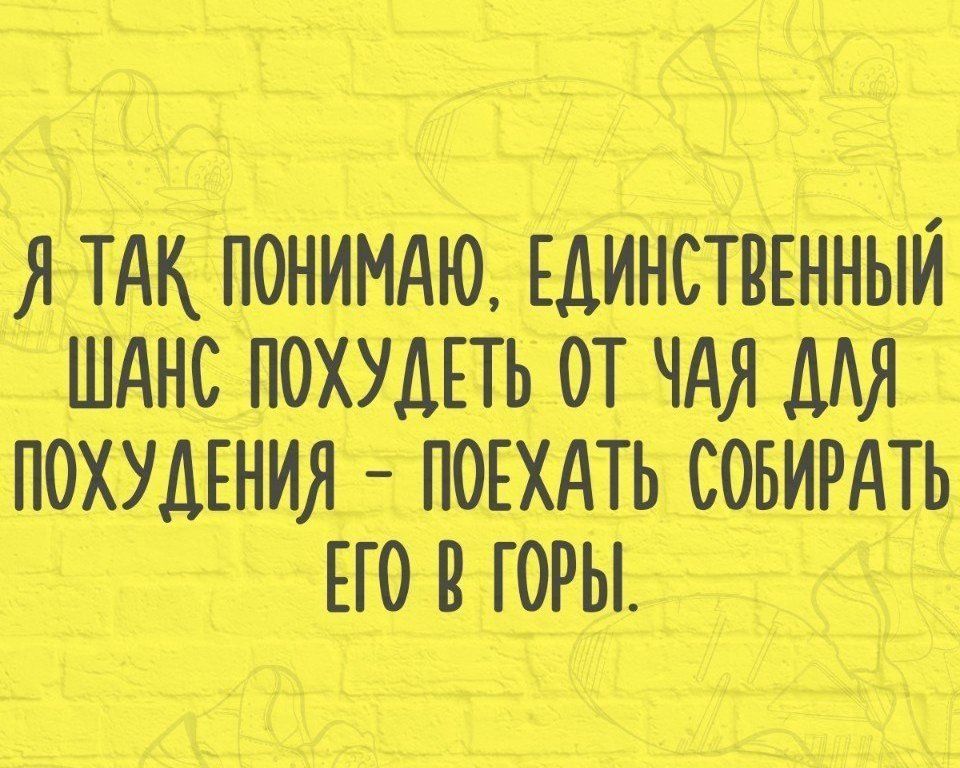 Я ТАК ПОНИМАЮ, ЕДИНСТВЕННЫЙ
ШАНС ПОХУДЕТЬ ОТ ЧАЯ ДЛЯ
ПОХУДЕНИЯ - ПОЕХАТЬ СОБИРАТЬ
ЕГО В ГОРЫ.